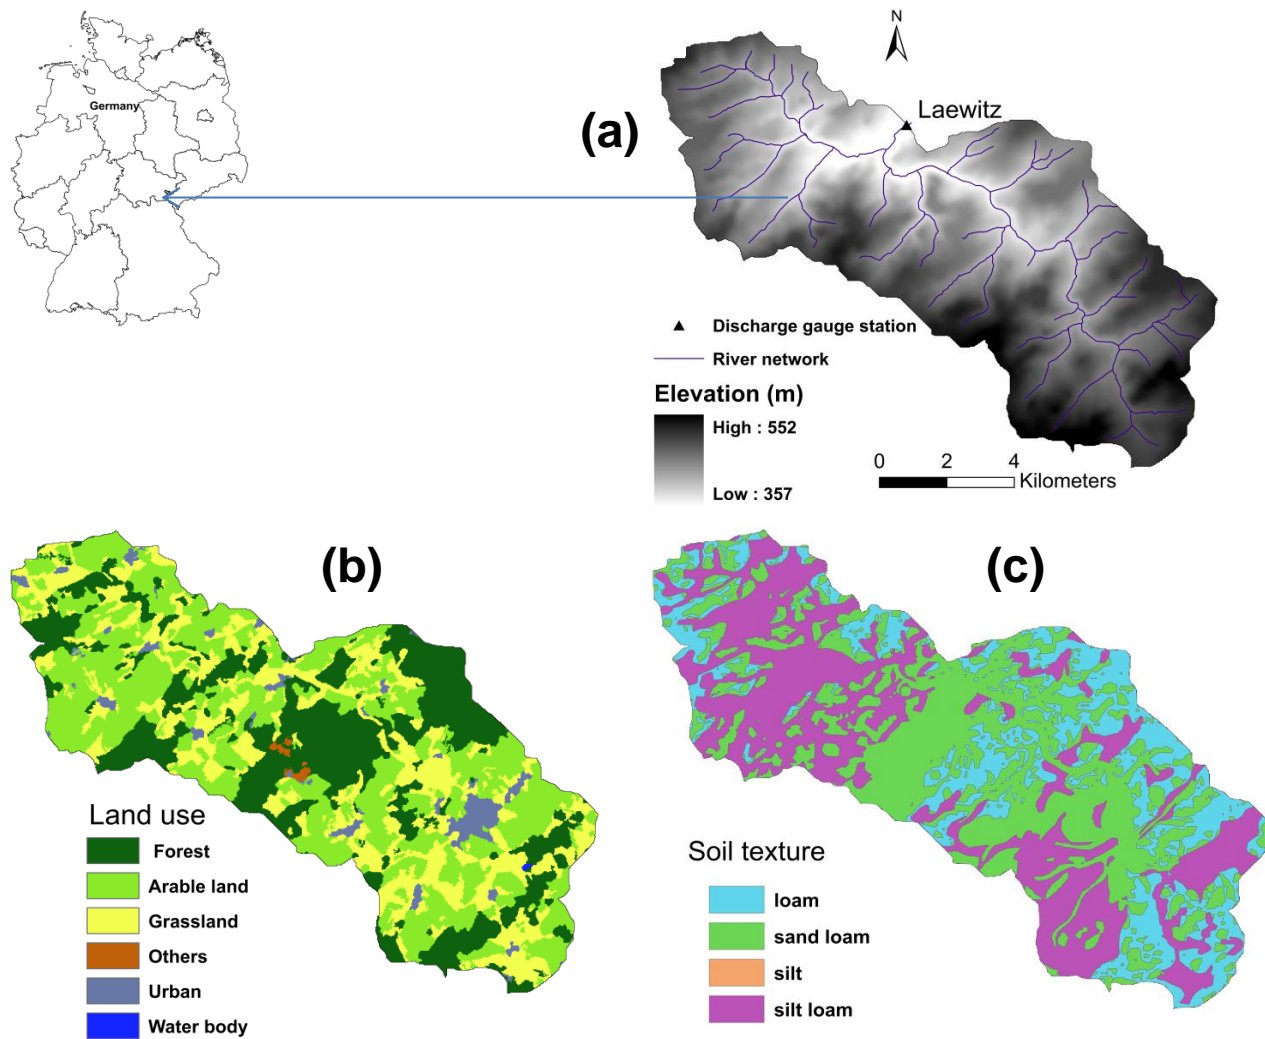 Germany
(a)
N
Laewitz
Discharge gauge station
River network
Elevation (m)
High : 552
Low : 357
0 2 4
Kilometers
(b)
Land use
Forest
Arable land
Grassland
Others
Urban
Water body
(c)
Soil texture
loam
sand loam
silt
silt loam